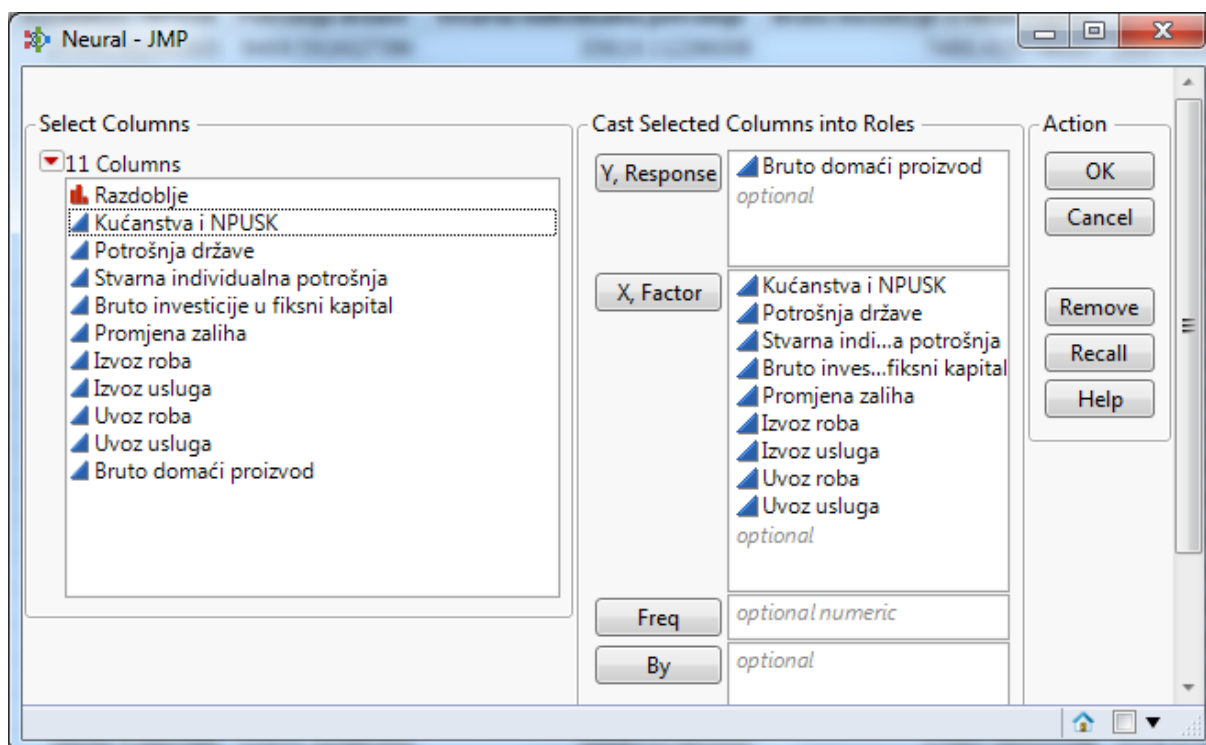 Neural - JMP
Select Columns
11 Columns
Razdoblje
Kućanstva i NPUSK
Potrošnja države
Stvarna individualna potrošnja
Bruto investicije u fiksni kapital
Promjena zaliha
Izvoz roba
Izvoz usluga
Uvoz roba
Uvoz usluga
Bruto domaći proizvod
Cast Selected Columns into Roles
Y, Response
Bruto domaći proizvod
optional
X, Factor
Kućanstva i NPUSK
Potrošnja države
Stvarna indi...a potrošnja
Bruto inves...fiksni kapital
Promjena zaliha
Izvoz roba
Izvoz usluga
Uvoz roba
Uvoz usluga
optional
Freq
optional numeric
By
optional
Action
OK
Cancel
Remove
Recall
Help